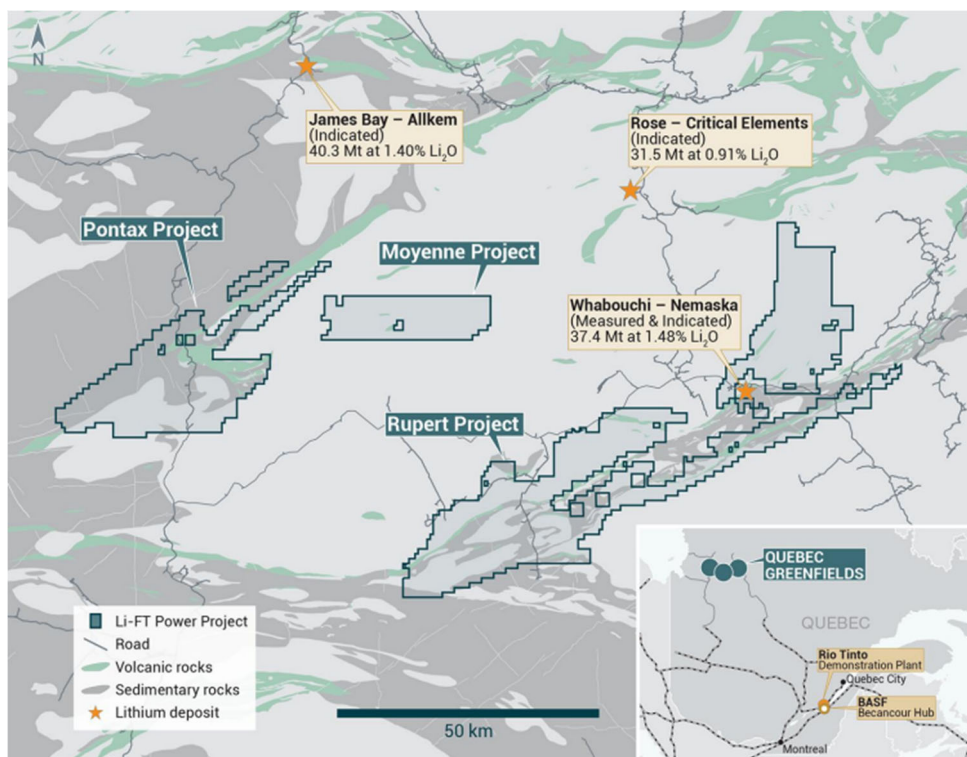 N
James Bay – Allkem
(Indicated)
40.3 Mt at 1.40% Li₂O
Rose – Critical Elements
(Indicated)
31.5 Mt at 0.91% Li₂O
Pontax Project
Moyenne Project
Whabouchi – Nemaska
(Measured & Indicated)
37.4 Mt at 1.48% Li₂O
Rupert Project
Li-FT Power Project
Road
Volcanic rocks
Sedimentary rocks
Lithium deposit
50 km
QUEBEC
GREENFIELDS
QUEBEC
Rio Tinto
Demonstration Plant
Quebec City
BASF
Becancour Hub
Montreal